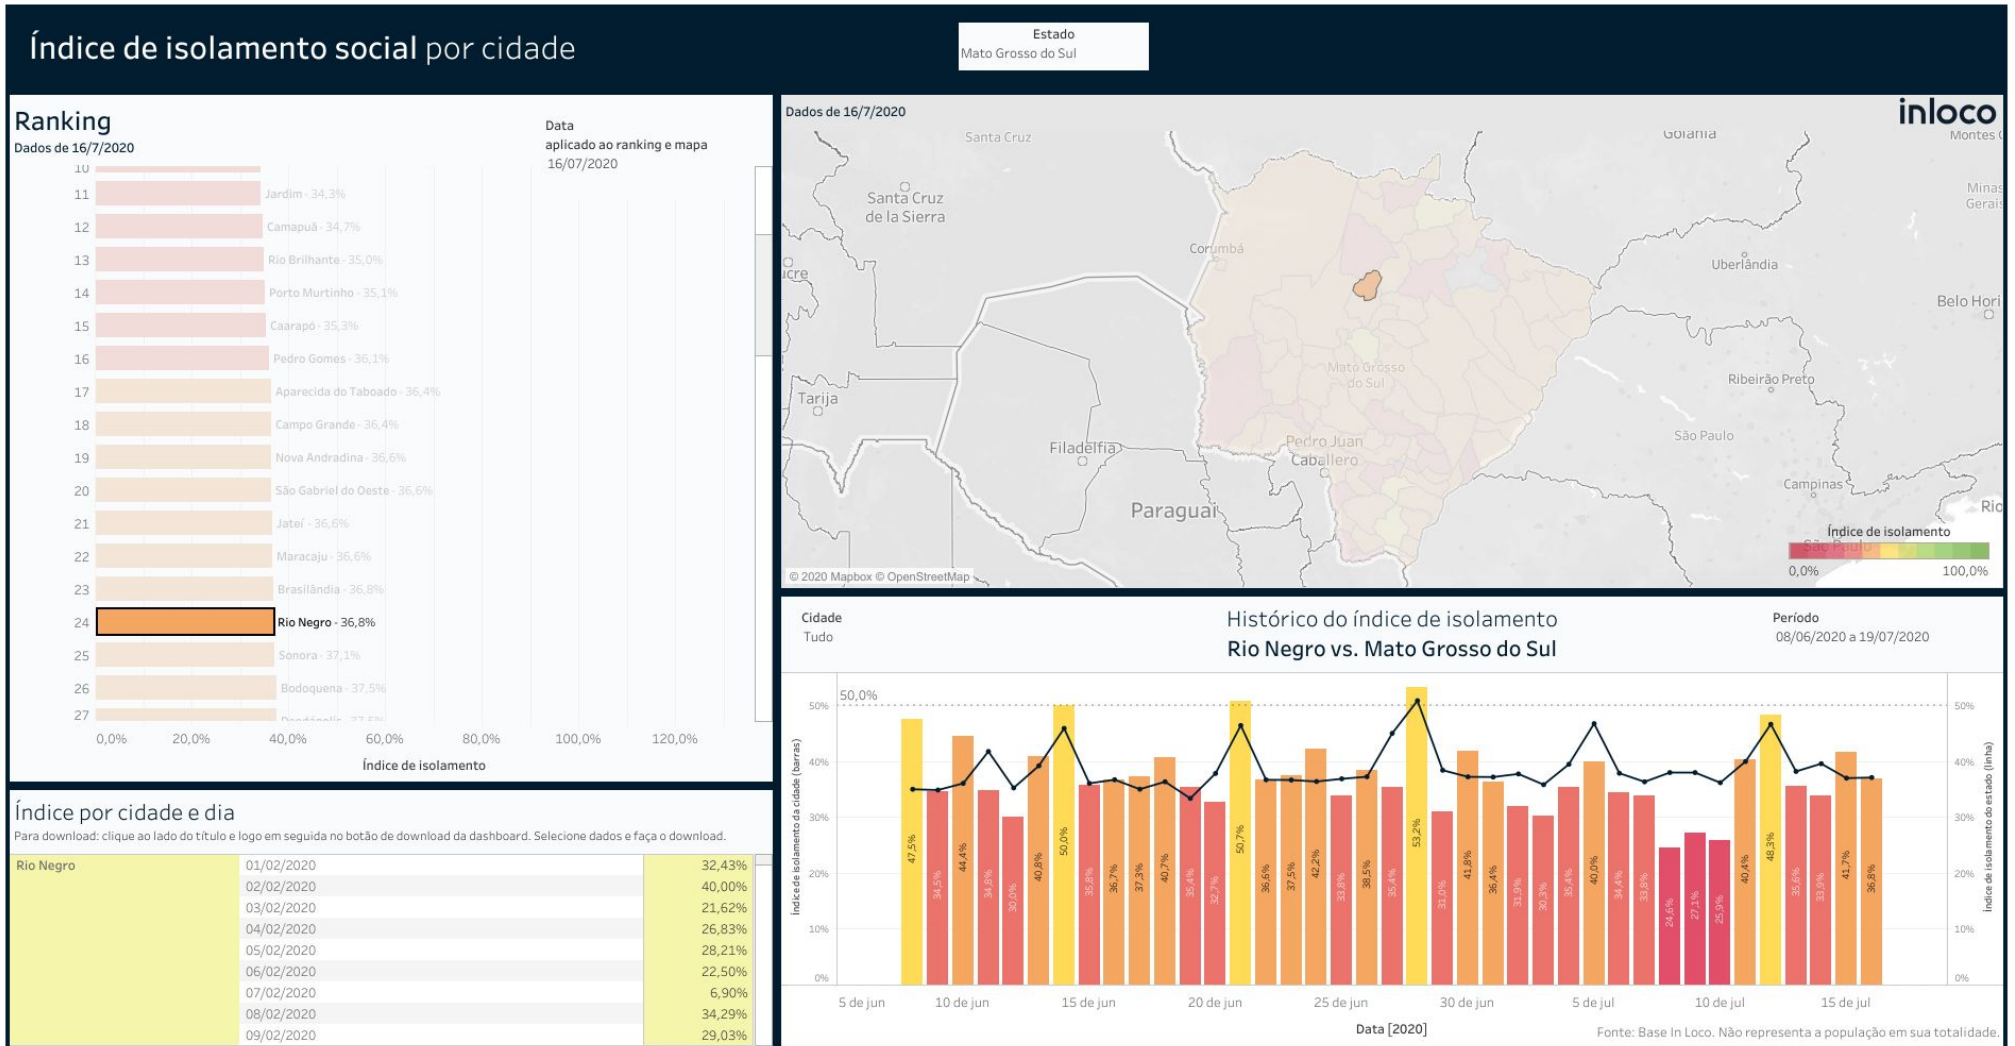 Índice de isolamento social por cidade
Estado
Mato Grosso do Sul
Ranking
Dados de 16/7/2020
Data
aplicado ao ranking e mapa
16/07/2020
10
11 Jardim - 34,3%
12 Camapuã - 34,7%
13 Rio Brilhante - 35,0%
14 Porto Murtinho - 35,1%
15 Caarapó - 35,3%
16 Pedro Gomes - 36,1%
17 Aparecida do Taboado - 36,4%
18 Campo Grande - 36,4%
19 Nova Andradina - 36,6%
20 São Gabriel do Oeste - 36,6%
21 Jateí - 36,6%
22 Maracaju - 36,6%
23 Brasilândia - 36,8%
24 Rio Negro - 36,8%
25 Sonora - 37,1%
26 Bodoquena - 37,5%
27
0,0% 20,0% 40,0% 60,0% 80,0% 100,0% 120,0%
Índice de isolamento
Índice por cidade e dia
Para download: clique ao lado do título e logo em seguida no botão de download da dashboard. Selecione dados e faça o download.
Rio Negro 01/02/2020 32,43%
02/02/2020 40,00%
03/02/2020 21,62%
04/02/2020 26,83%
05/02/2020 28,21%
06/02/2020 22,50%
07/02/2020 6,90%
08/02/2020 34,29%
09/02/2020 29,03%
Dados de 16/7/2020
inloco
Santa Cruz
Goiânia
Montes C
Santa Cruz
de la Sierra
Minas
Gerais
Corumbá
Uberlândia
ucre
Belo Hori
Mato Grosso
do Sul
Ribeirão Preto
Tarija
São Paulo
Pedro Juan
Caballero
Filadélfia
Campinas
Paraguai
Rio
Índice de isolamento
São Paulo
0,0% 100,0%
© 2020 Mapbox © OpenStreetMap
Cidade
Tudo
Histórico do índice de isolamento
Rio Negro vs. Mato Grosso do Sul
Período
08/06/2020 a 19/07/2020
50,0%
50% 50%
40% 40%
30% 30%
20% 20%
10% 10%
0% 0%
Índice de isolamento da cidade (barras)
47,5% 34,5% 44,4% 34,8% 30,0% 40,8% 50,0% 35,8% 36,7% 37,3% 40,7% 35,4% 32,7% 50,7% 36,6% 37,5% 42,2% 33,8% 38,5% 35,4% 53,2% 31,0% 41,8% 36,4% 31,9% 30,3% 35,4% 40,0% 34,4% 33,8% 24,6% 27,1% 25,9% 40,4% 48,3% 35,6% 33,9% 41,7% 36,8%
Índice de isolamento do estado (linha)
5 de jun 10 de jun 15 de jun 20 de jun 25 de jun 30 de jun 5 de jul 10 de jul 15 de jul
Data [2020]
Fonte: Base In Loco. Não representa a população em sua totalidade.